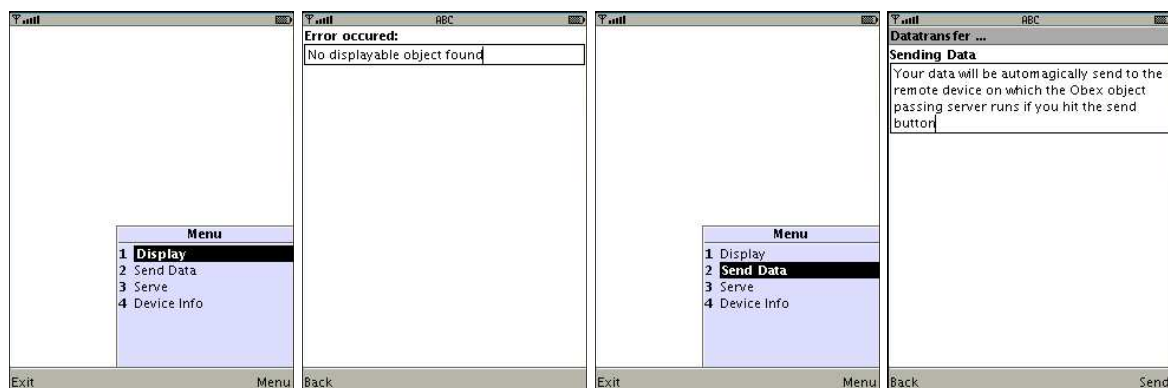 Menu
1 Display
2 Send Data
3 Serve
4 Device Info
Exit Menu
ABC
Error occured:
No displayable object found
Back
Menu
1 Display
2 Send Data
3 Serve
4 Device Info
Exit Menu
ABC
Datatransfer ...
Sending Data
Your data will be automagically send to the
remote device on which the Obex object
passing server runs if you hit the send
button
Back Send